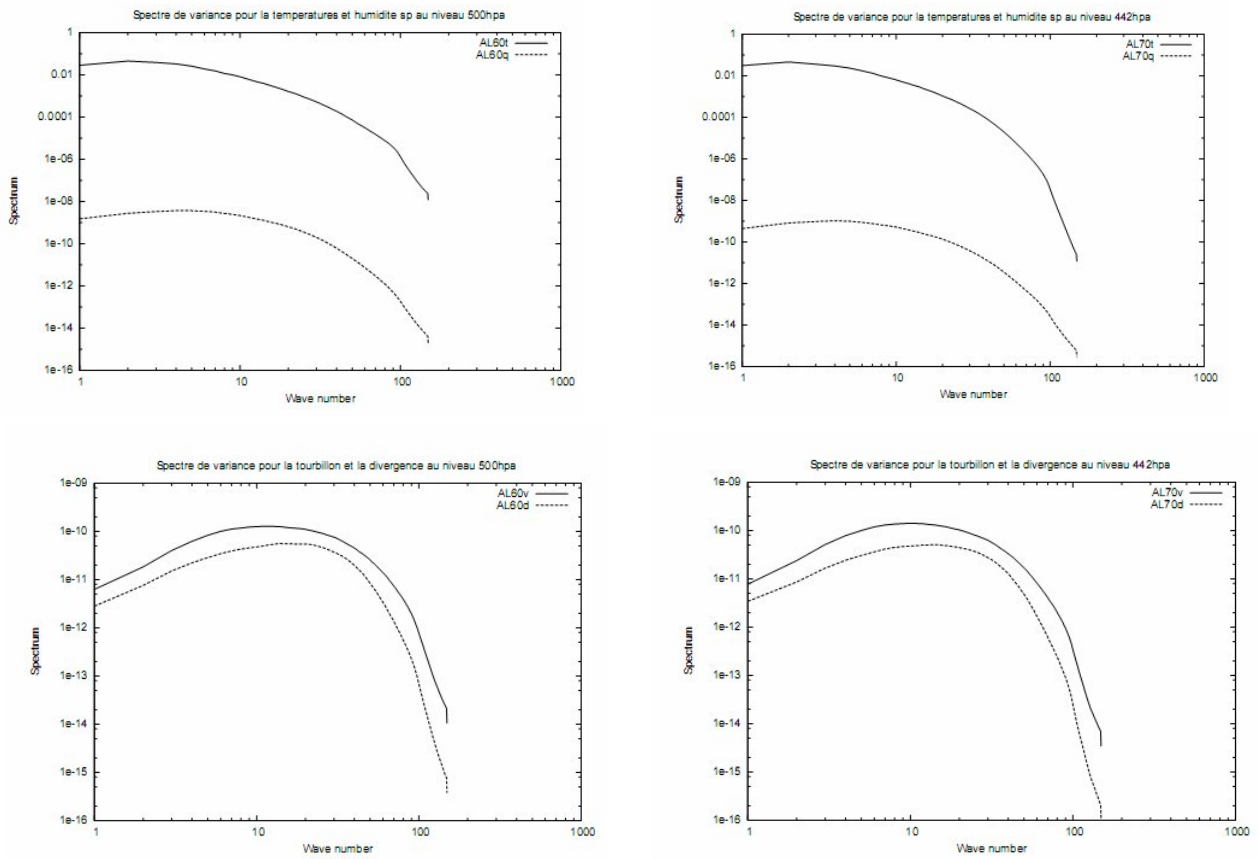 Spectre de variance pour la temperatures et humidite sp au niveau 500hpa
AL60t
AL60q
1
0.01
0.0001
1e-06
1e-08
1e-10
1e-12
1e-14
1e-16
Spectrum
1
10
100
1000
Wave number
Spectre de variance pour la temperatures et humidite sp au niveau 442hpa
AL70t
AL70q
1
0.01
0.0001
1e-06
1e-08
1e-10
1e-12
1e-14
1e-16
Spectrum
1
10
100
1000
Wave number
Spectre de variance pour la tourbillon et la divergence au niveau 500hpa
AL60v
AL60d
1e-09
1e-10
1e-11
1e-12
1e-13
1e-14
1e-15
1e-16
Spectrum
1
10
100
1000
Wave number
Spectre de variance pour la tourbillon et la divergence au niveau 442hpa
AL70v
AL70d
1e-09
1e-10
1e-11
1e-12
1e-13
1e-14
1e-15
1e-16
Spectrum
1
10
100
1000
Wave number